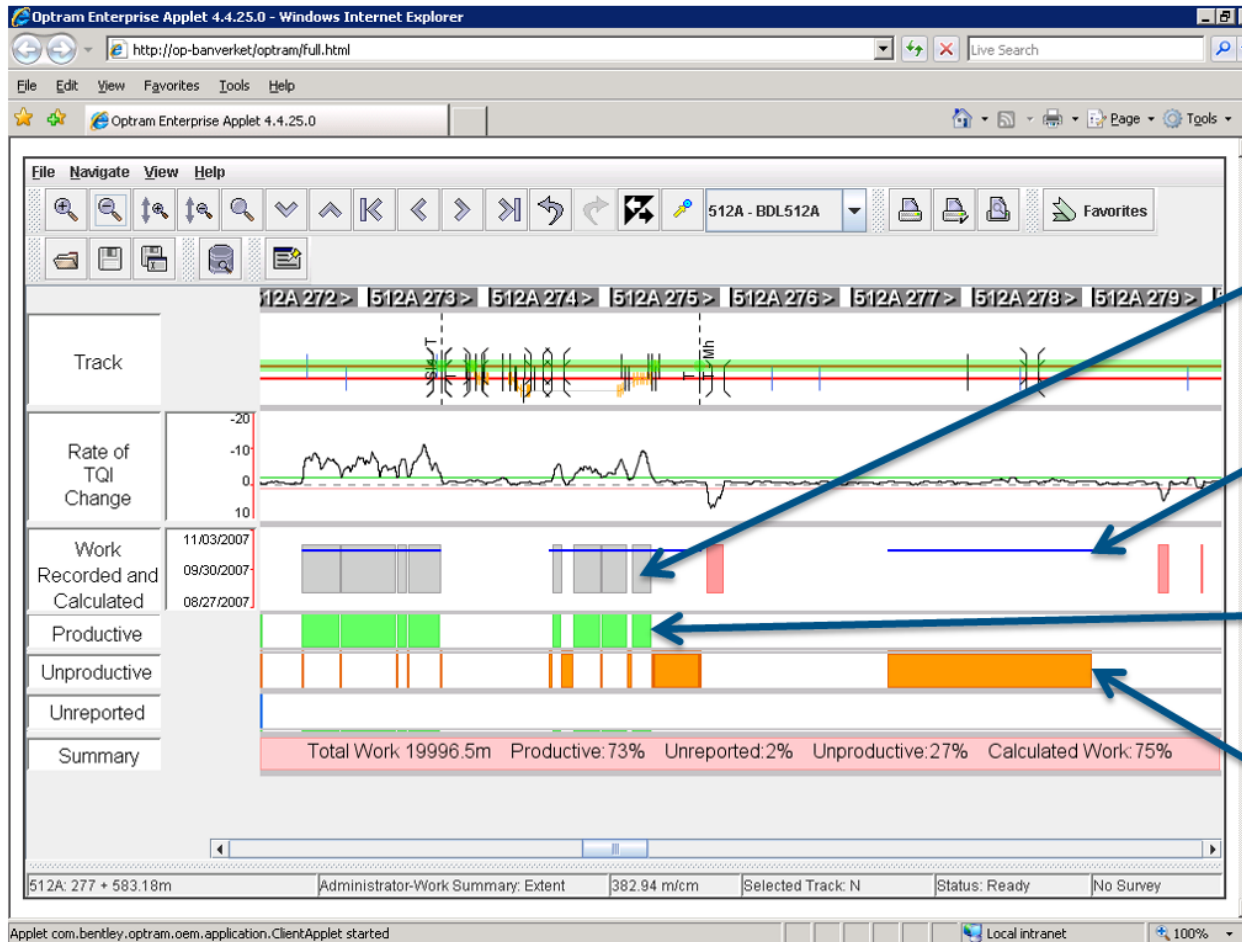 Optram Enterprise Applet 4.4.25.0 - Windows Internet Explorer
http://op-banverket/optram/full.html
Live Search
File Edit View Favorites Tools Help
Optram Enterprise Applet 4.4.25.0
Page Tools
File Navigate View Help
512A - BDL512A
Favorites
512A 272 > 512A 273 > 512A 274 > 512A 275 > 512A 276 > 512A 277 > 512A 278 > 512A 279 >
Track
T
T
T
Mh
T
Rate of
TQI
Change
-20
-10
0
10
Work
Recorded and
Calculated
11/03/2007
09/30/2007
08/27/2007
Productive
Unproductive
Unreported
Summary
Total Work 19996.5m Productive:73% Unreported:2% Unproductive:27% Calculated Work:75%
512A: 277 + 583.18m
Administrator-Work Summary: Extent
382.94 m/cm
Selected Track: N
Status: Ready
No Survey
Applet com.bentley.optram.oem.application.ClientApplet started
Local intranet
100%